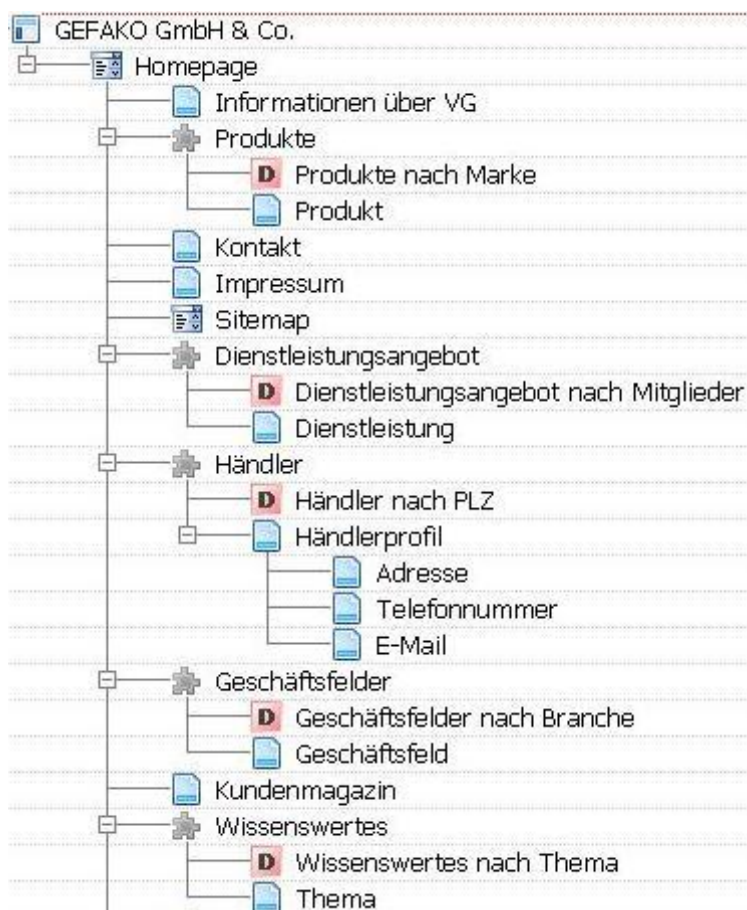 GEFAKO GmbH & Co.
Homepage
Informationen über VG
Produkte
D Produkte nach Marke
Produkt
Kontakt
Impressum
Sitemap
Dienstleistungsangebot
D Dienstleistungsangebot nach Mitglieder
Dienstleistung
Händler
D Händler nach PLZ
Händlerprofil
Adresse
Telefonnummer
E-Mail
Geschäftsfelder
D Geschäftsfelder nach Branche
Geschäftsfeld
Kundenmagazin
Wissenswertes
D Wissenswertes nach Thema
Thema